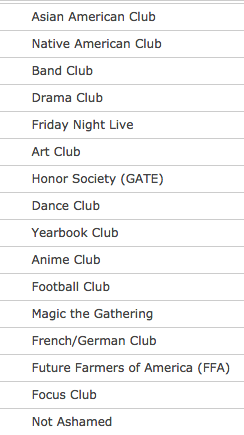 Asian American Club
Native American Club
Band Club
Drama Club
Friday Night Live
Art Club
Honor Society (GATE)
Dance Club
Yearbook Club
Anime Club
Football Club
Magic the Gathering
French/German Club
Future Farmers of America (FFA)
Focus Club
Not Ashamed